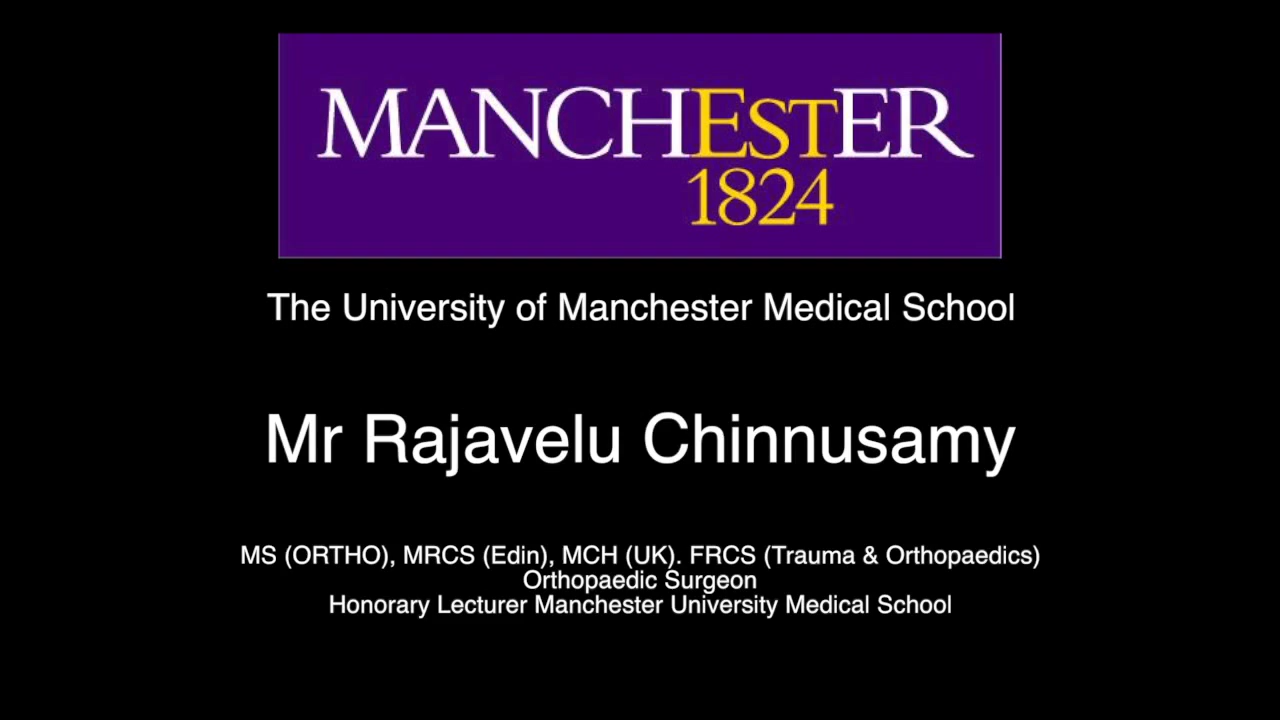 MANCHEsTER
1824
The University of Manchester Medical School
Mr Rajavelu Chinnusamy
MS (ORTHO), MRCS (Edin), MCH (UK). FRCS (Trauma & Orthopaedics)
Orthopaedic Surgeon
Honorary Lecturer Manchester University Medical School